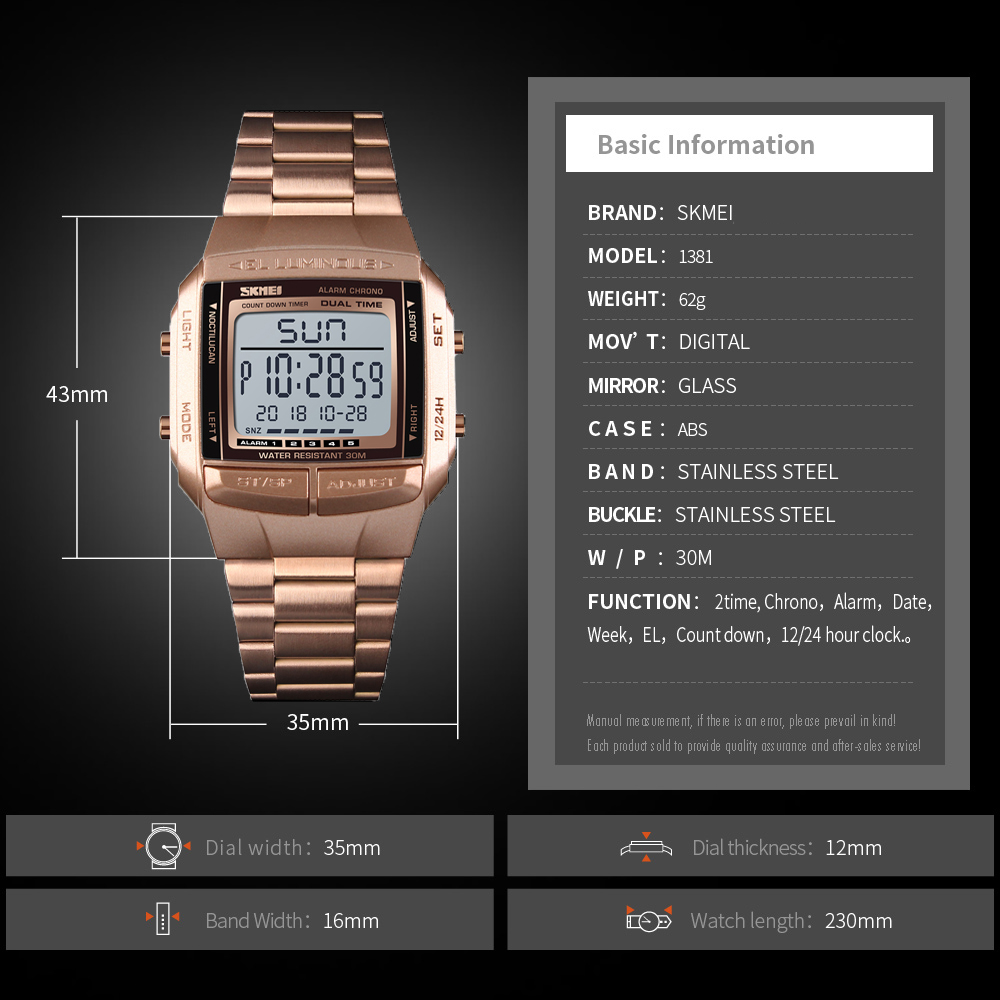 EL LUMINOUS
SKMEI
ALARM CHRONO
COUNT DOWN TIMER
DUAL TIME
LIGHT
NOCTILUCAN
ADJUST
SET
SUN
P 10:28 59
20 18 10-28
SNZ
MODE
LEFT
RIGHT
12/24H
ALARM 1 2 3 4 5
WATER RESISTANT 30M
ST/SP
ADJUST
43mm
35mm
Basic Information
BRAND: SKMEI
MODEL: 1381
WEIGHT: 62g
MOV’ T: DIGITAL
MIRROR: GLASS
CASE: ABS
BAND: STAINLESS STEEL
BUCKLE: STAINLESS STEEL
W / P : 30M
FUNCTION: 2time, Chrono，Alarm，Date，
Week，EL，Count down，12/24 hour clock.。
Manual measurement, if there is an error, please prevail in kind!
Each product sold to provide quality assurance and after-sales service!
Dial width: 35mm
Dial thickness: 12mm
Band Width: 16mm
Watch length: 230mm